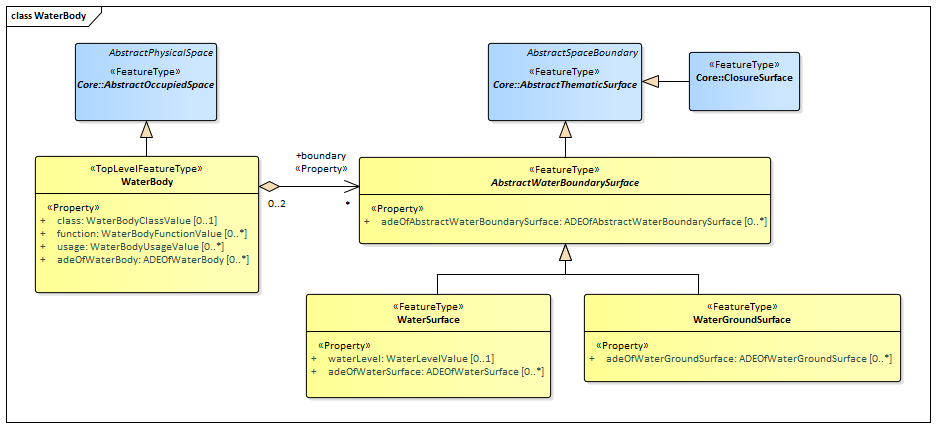 class WaterBody
AbstractPhysicalSpace
«FeatureType»
Core::AbstractOccupiedSpace
AbstractSpaceBoundary
«FeatureType»
Core::AbstractThematicSurface
«FeatureType»
Core::ClosureSurface
«TopLevelFeatureType»
WaterBody
«Property»
+ class: WaterBodyClassValue [0..1]
+ function: WaterBodyFunctionValue [0..*]
+ usage: WaterBodyUsageValue [0..*]
+ adeOfWaterBody: ADEOfWaterBody [0..*]
+boundary
«Property»
0..2
*
«FeatureType»
AbstractWaterBoundarySurface
«Property»
+ adeOfAbstractWaterBoundarySurface: ADEOfAbstractWaterBoundarySurface [0..*]
«FeatureType»
WaterSurface
«Property»
+ waterLevel: WaterLevelValue [0..1]
+ adeOfWaterSurface: ADEOfWaterSurface [0..*]
«FeatureType»
WaterGroundSurface
«Property»
+ adeOfWaterGroundSurface: ADEOfWaterGroundSurface [0..*]